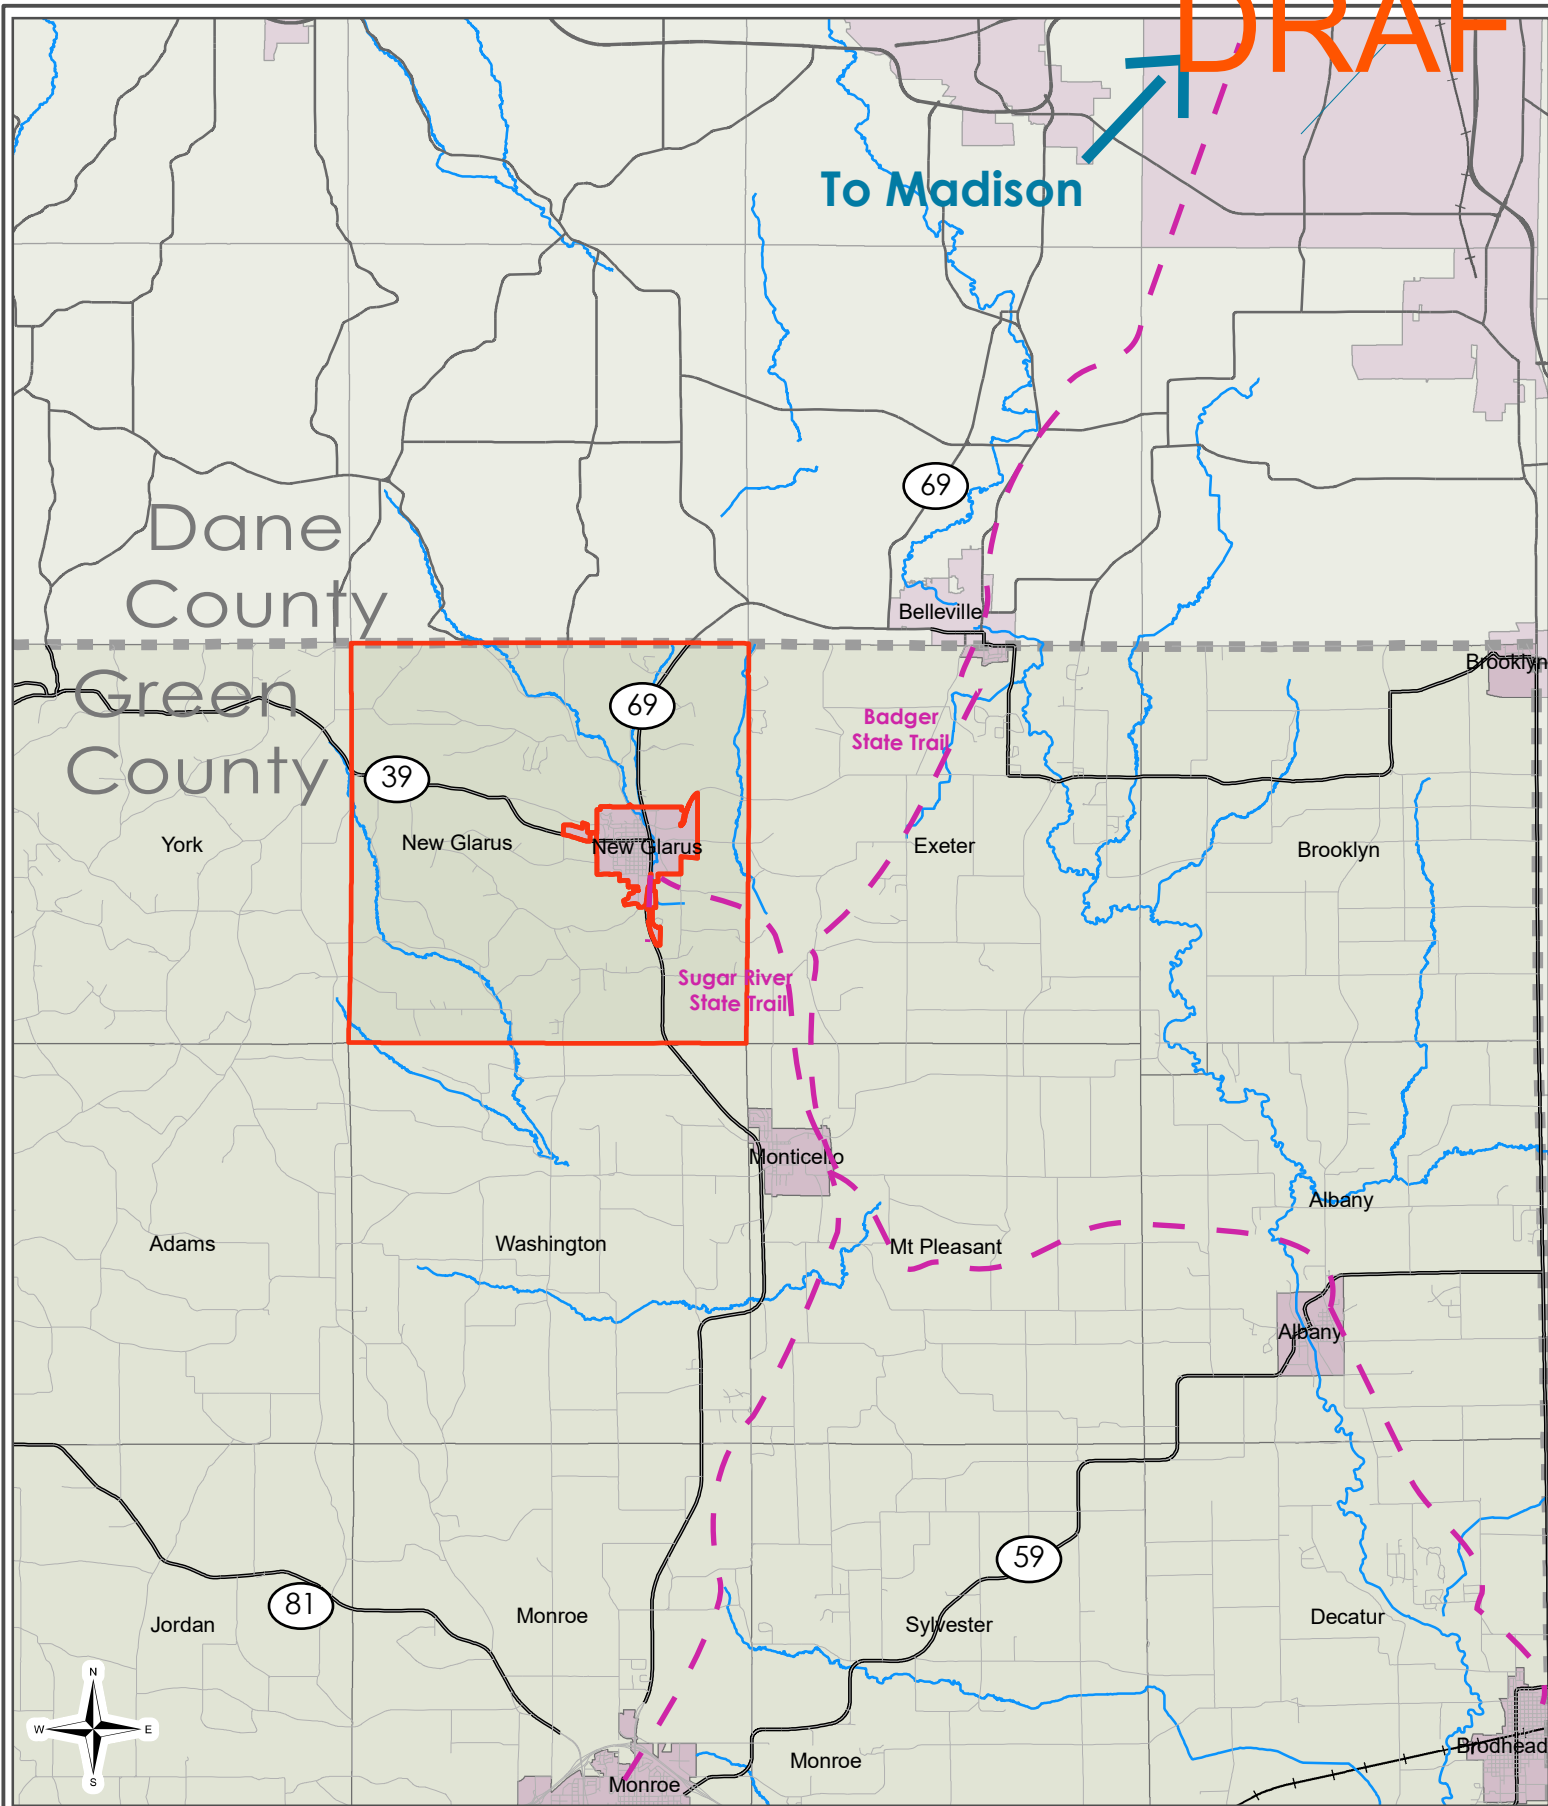 DRAF
To Madison
69
Dane
County
Belleville
Brooklyn
Green
County
69
Badger
State Trail
39
York
New Glarus
New Glarus
Exeter
Brooklyn
Sugar River
State Trail
Monticello
Albany
Adams
Washington
Mt Pleasant
Albany
59
81
Jordan
Monroe
Sylvester
Decatur
N
W
E
S
Monroe
Brodhead
Monroe